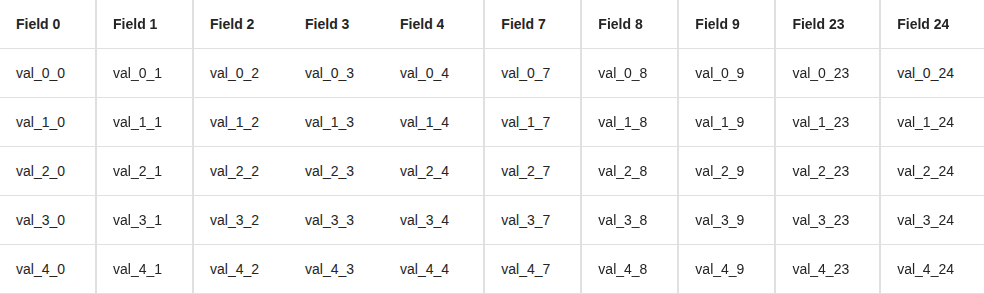 Field 0 Field 1 Field 2 Field 3 Field 4 Field 7 Field 8 Field 9 Field 23 Field 24
val_0_0 val_0_1 val_0_2 val_0_3 val_0_4 val_0_7 val_0_8 val_0_9 val_0_23 val_0_24
val_1_0 val_1_1 val_1_2 val_1_3 val_1_4 val_1_7 val_1_8 val_1_9 val_1_23 val_1_24
val_2_0 val_2_1 val_2_2 val_2_3 val_2_4 val_2_7 val_2_8 val_2_9 val_2_23 val_2_24
val_3_0 val_3_1 val_3_2 val_3_3 val_3_4 val_3_7 val_3_8 val_3_9 val_3_23 val_3_24
val_4_0 val_4_1 val_4_2 val_4_3 val_4_4 val_4_7 val_4_8 val_4_9 val_4_23 val_4_24